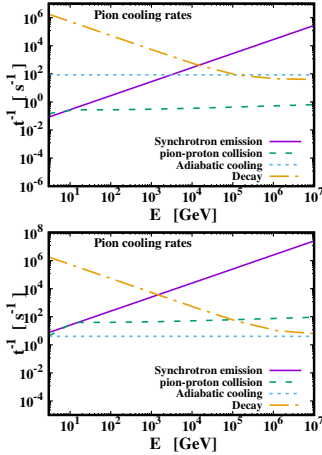 Pion cooling rates
10^6
10^4
10^2
10^0
10^-2
10^-4
10^-6
t^-1 [ s^-1]
Synchrotron emission
pion-proton collision
Adiabatic cooling
Decay
10^1 10^2 10^3 10^4 10^5 10^6 10^7
E [GeV]
Pion cooling rates
10^8
10^6
10^4
10^2
10^0
10^-2
10^-4
t^-1 [ s^-1]
Synchrotron emission
pion-proton collision
Adiabatic cooling
Decay
10^1 10^2 10^3 10^4 10^5 10^6 10^7
E [GeV]